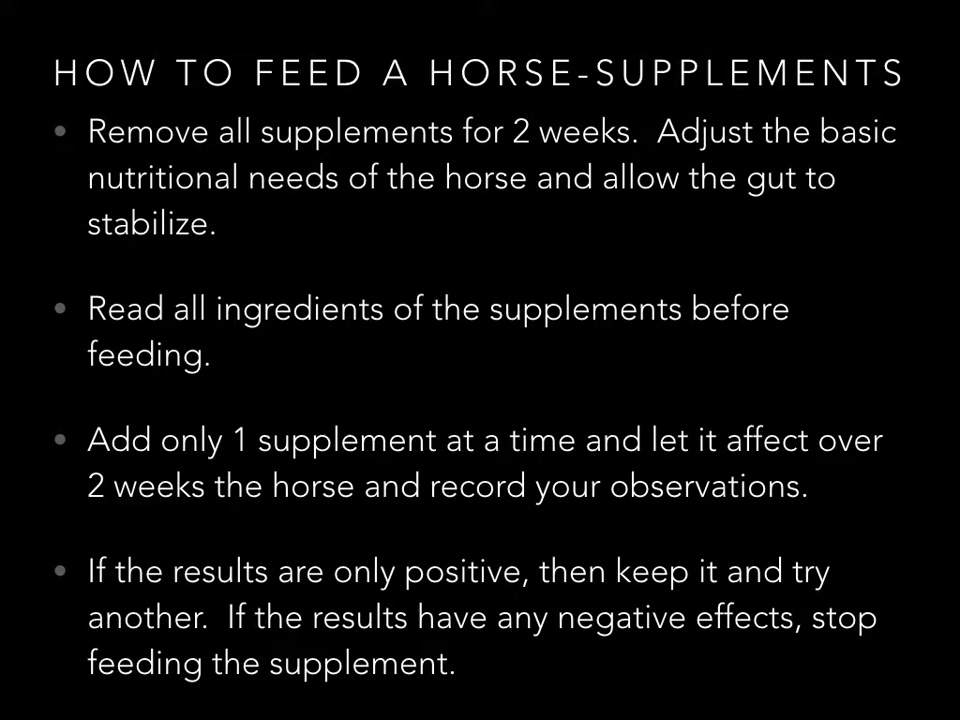 HOW TO FEED A HORSE-SUPPLEMENTS
• Remove all supplements for 2 weeks.  Adjust the basic
nutritional needs of the horse and allow the gut to
stabilize.
• Read all ingredients of the supplements before
feeding.
• Add only 1 supplement at a time and let it affect over
2 weeks the horse and record your observations.
• If the results are only positive, then keep it and try
another.  If the results have any negative effects, stop
feeding the supplement.